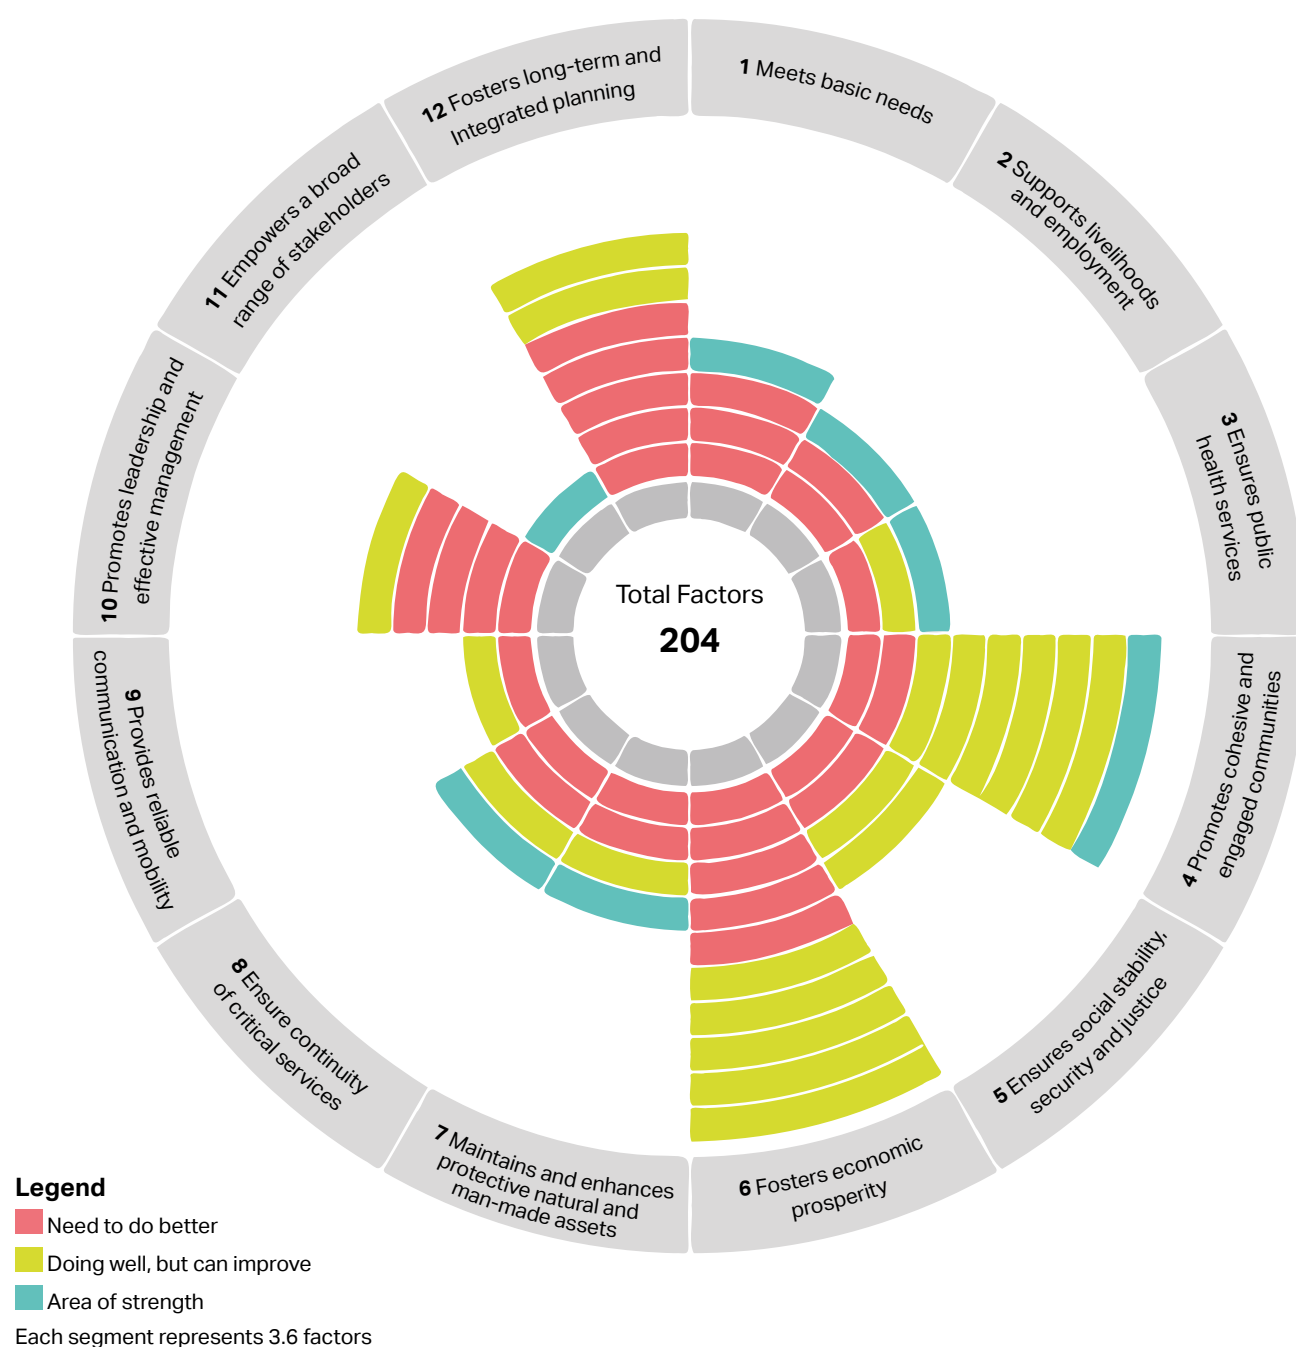 1 Meets basic needs
2 Supports livelihoods
and employment
3 Ensures public
health services
4 Promotes cohesive and
engaged communities
5 Ensures social stability,
security and justice
6 Fosters economic
prosperity
7 Maintains and enhances
protective natural and
man-made assets
8 Ensure continuity
of critical services
9 Provides reliable
communication and mobility
10 Promotes leadership and
effective management
11 Empowers a broad
range of stakeholders
12 Fosters long-term and
Integrated planning
Total Factors
204
Legend
Need to do better
Doing well, but can improve
Area of strength
Each segment represents 3.6 factors